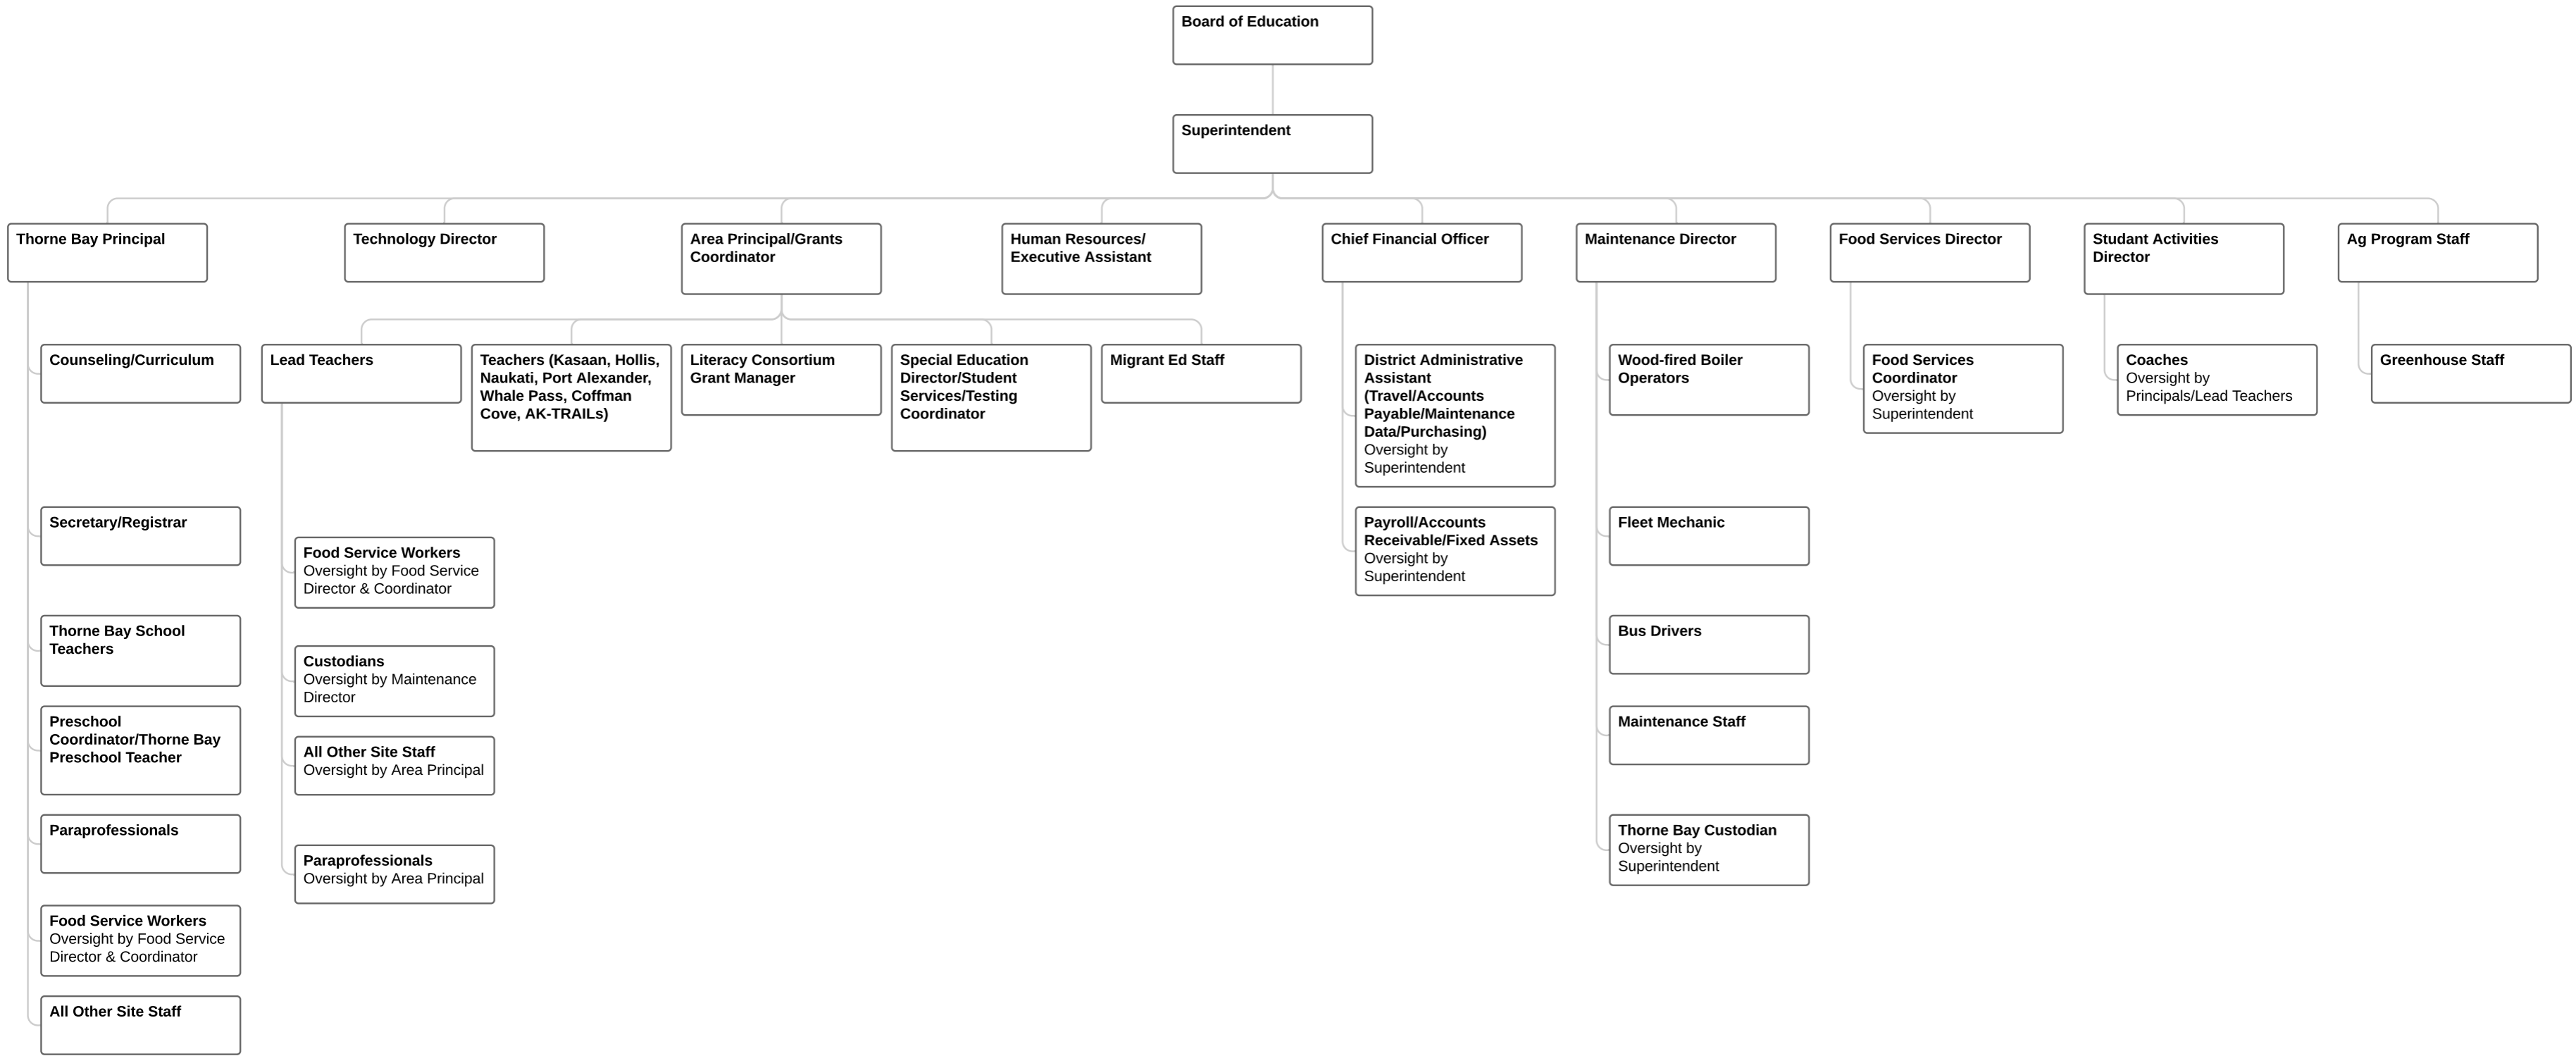 Board of Education
Superintendent
Thorne Bay Principal
Technology Director
Area Principal/Grants
Coordinator
Human Resources/
Executive Assistant
Chief Financial Officer
Maintenance Director
Food Services Director
Studant Activities
Director
Ag Program Staff
Counseling/Curriculum
Secretary/Registrar
Thorne Bay School
Teachers
Preschool
Coordinator/Thorne Bay
Preschool Teacher
Paraprofessionals
Food Service Workers
Oversight by Food Service
Director & Coordinator
All Other Site Staff
Lead Teachers
Food Service Workers
Oversight by Food Service
Director & Coordinator
Custodians
Oversight by Maintenance
Director
All Other Site Staff
Oversight by Area Principal
Paraprofessionals
Oversight by Area Principal
Teachers (Kasaan, Hollis,
Naukati, Port Alexander,
Whale Pass, Coffman
Cove, AK-TRAILs)
Literacy Consortium
Grant Manager
Special Education
Director/Student
Services/Testing
Coordinator
Migrant Ed Staff
District Administrative
Assistant
(Travel/Accounts
Payable/Maintenance
Data/Purchasing)
Oversight by
Superintendent
Payroll/Accounts
Receivable/Fixed Assets
Oversight by
Superintendent
Wood-fired Boiler
Operators
Fleet Mechanic
Bus Drivers
Maintenance Staff
Thorne Bay Custodian
Oversight by
Superintendent
Food Services
Coordinator
Oversight by
Superintendent
Coaches
Oversight by
Principals/Lead Teachers
Greenhouse Staff